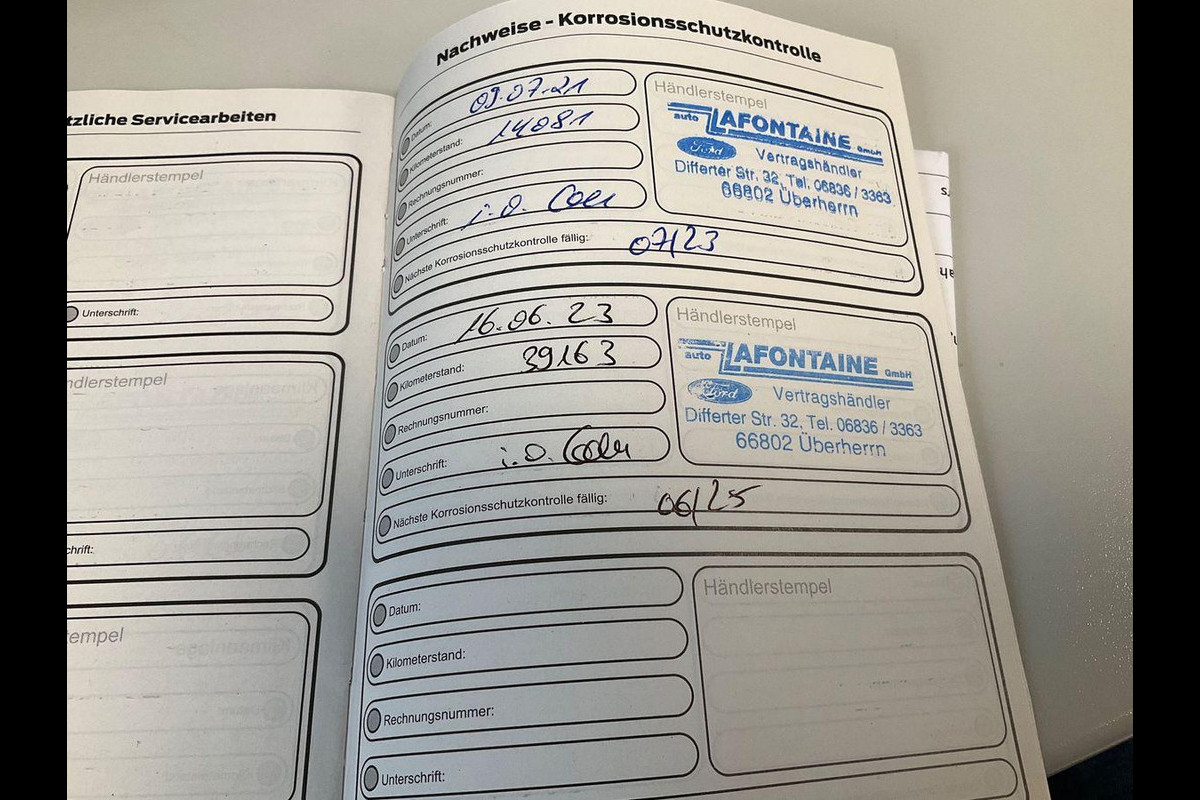 tzliche Servicearbeiten
Händlerstempel
Unterschrift:
ndlerstempel
chrift:
stempel
Nachweise - Korrosionsschutzkontrolle
Datum: 09.07.21
Kilometerstand: 14081
Rechnungsnummer:
Unterschrift: i.O.
Nächste Korrosionsschutzkontrolle fällig: 07/23
Händlerstempel
auto LAFONTAINE GmbH
Ford Vertragshändler
Differter Str. 32, Tel. 06836 / 3363
66802 Überherrn
Datum: 16.06.23
Kilometerstand: 39163
Rechnungsnummer:
Unterschrift: i.O.
Nächste Korrosionsschutzkontrolle fällig: 06/25
Händlerstempel
auto LAFONTAINE GmbH
Ford Vertragshändler
Differter Str. 32, Tel. 06836 / 3363
66802 Überherrn
Datum:
Kilometerstand:
Rechnungsnummer:
Unterschrift:
Händlerstempel